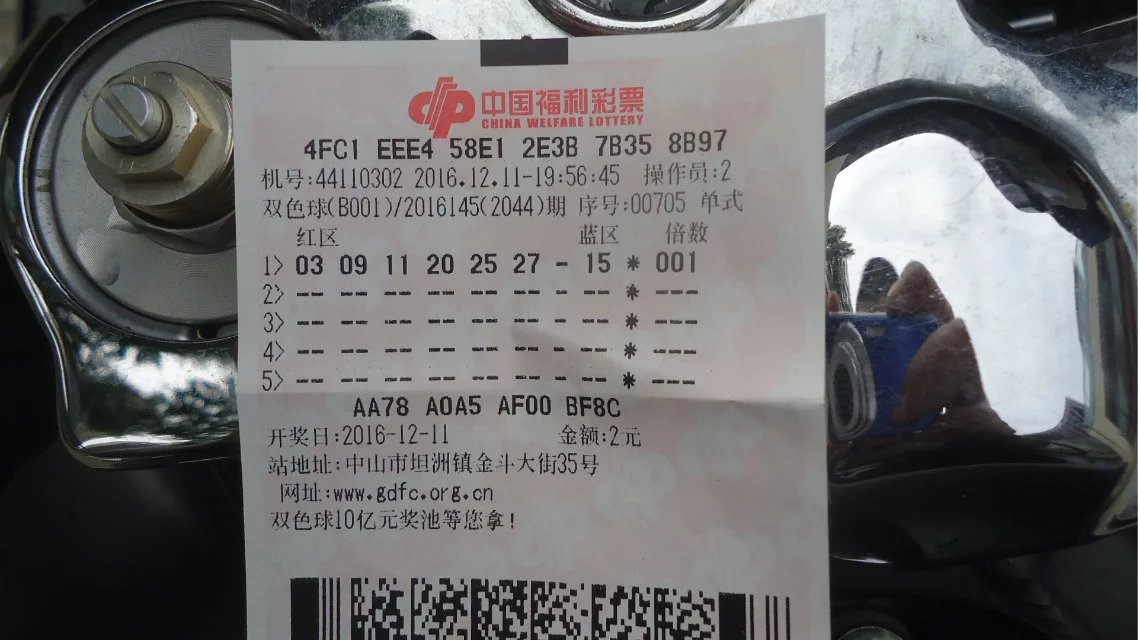 中国福利彩票
CHINA WELFARE LOTTERY
4FC1 EEE4 58E1 2E3B 7B35 8B97
机号:44110302 2016.12.11-19:56:45 操作员:2
双色球(B001)/2016145(2044)期 序号:00705 单式
红区 蓝区 倍数
1> 03 09 11 20 25 27 - 15 * 001
2> -- -- -- -- -- -- -- -- * ---
3> -- -- -- -- -- -- -- -- * ---
4> -- -- -- -- -- -- -- -- * ---
5> -- -- -- -- -- -- -- -- * ---
AA78 A0A5 AF00 BF8C
开奖日:2016-12-11 金额:2元
站地址:中山市坦洲镇金斗大街35号
网址:www.gdfc.org.cn
双色球10亿元奖池等您拿!